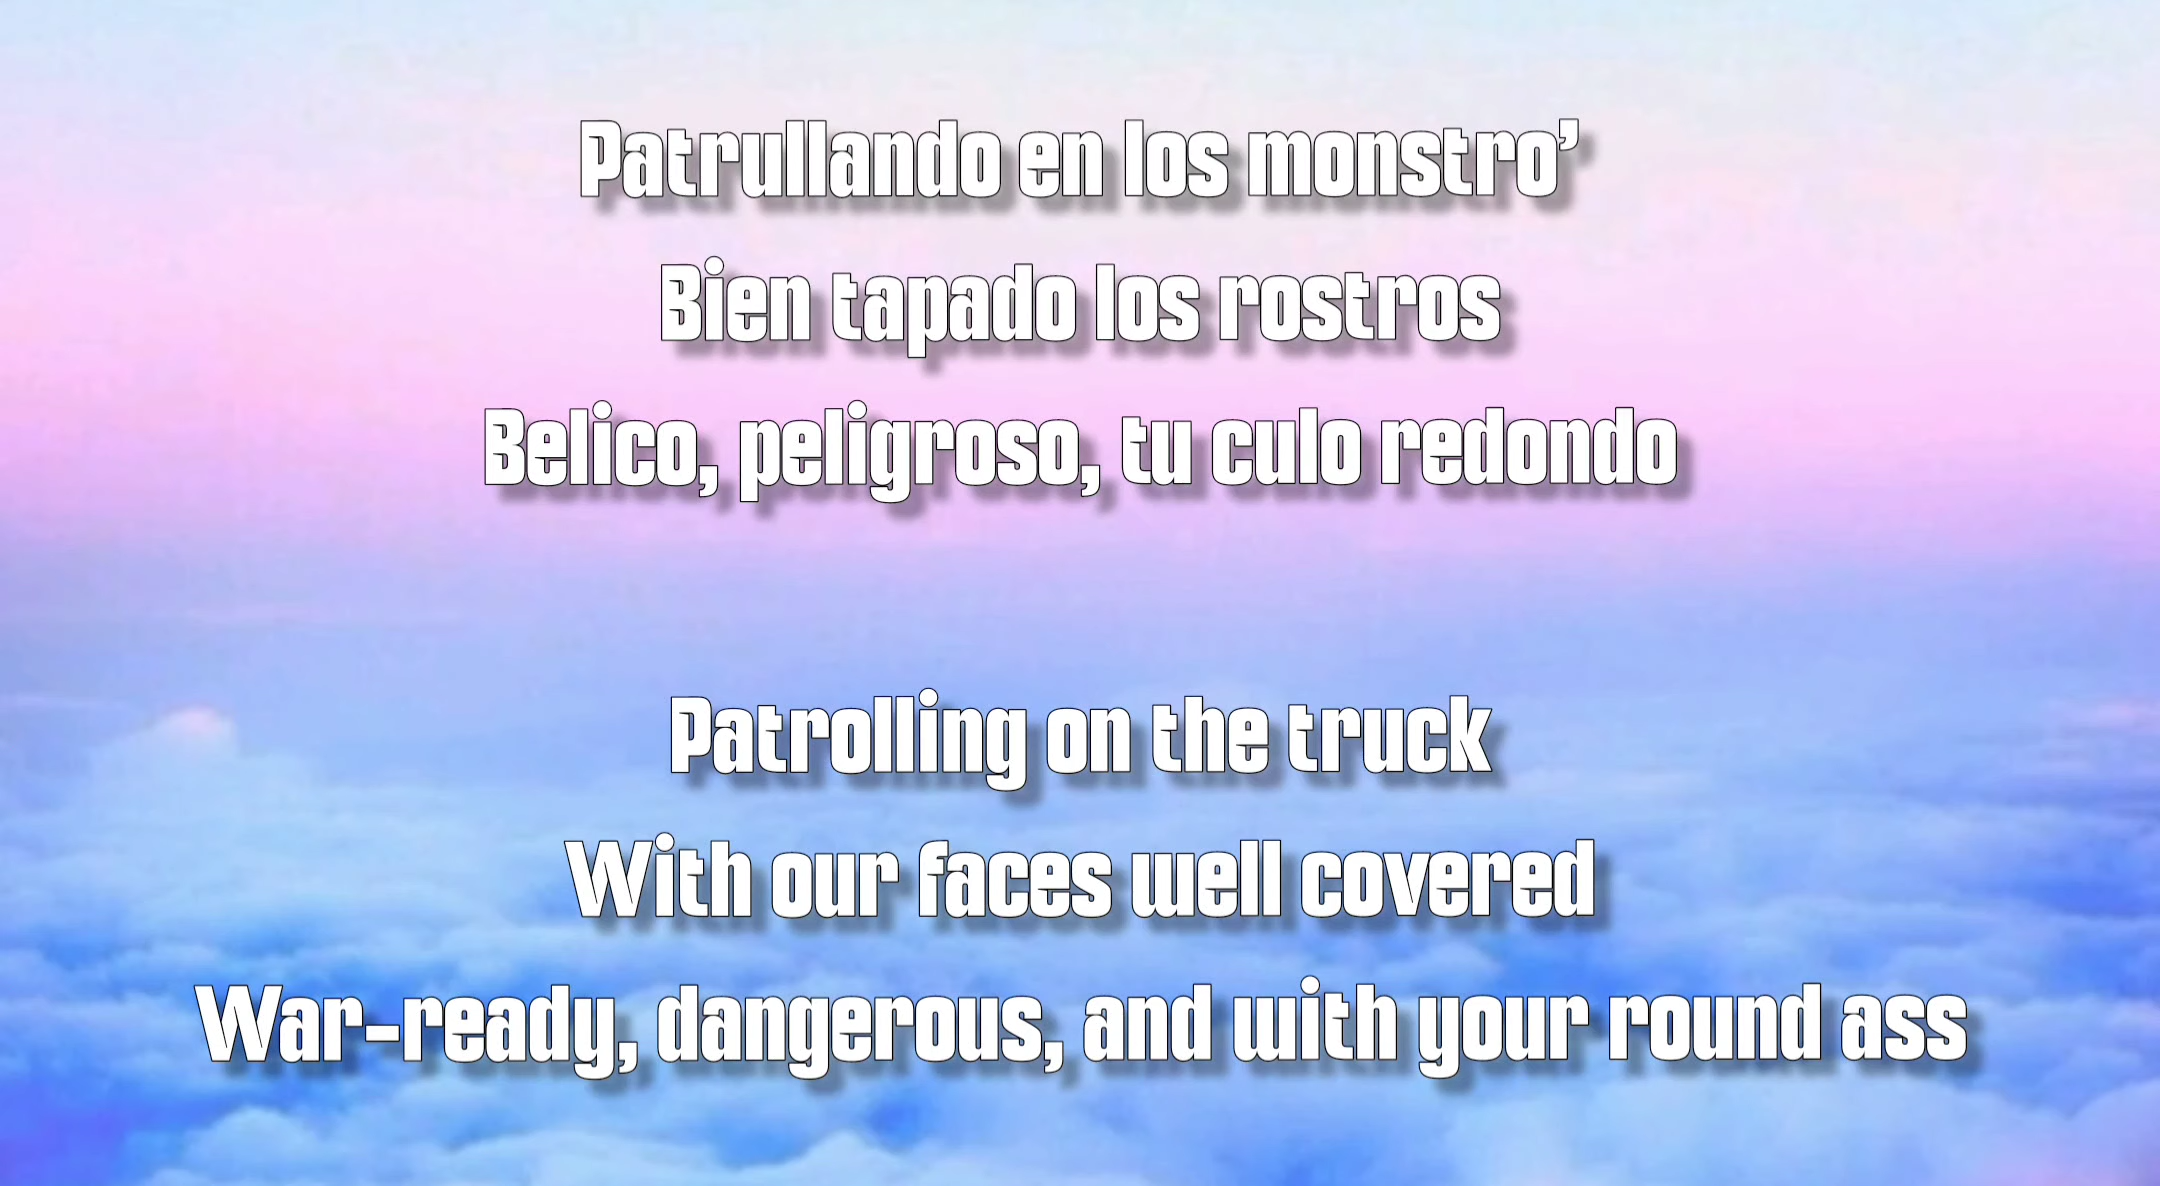 Patrullando en los monstro’
Bien tapado los rostros
Belico, peligroso, tu culo redondo
Patrolling on the truck
With our faces well covered
War-ready, dangerous, and with your round ass